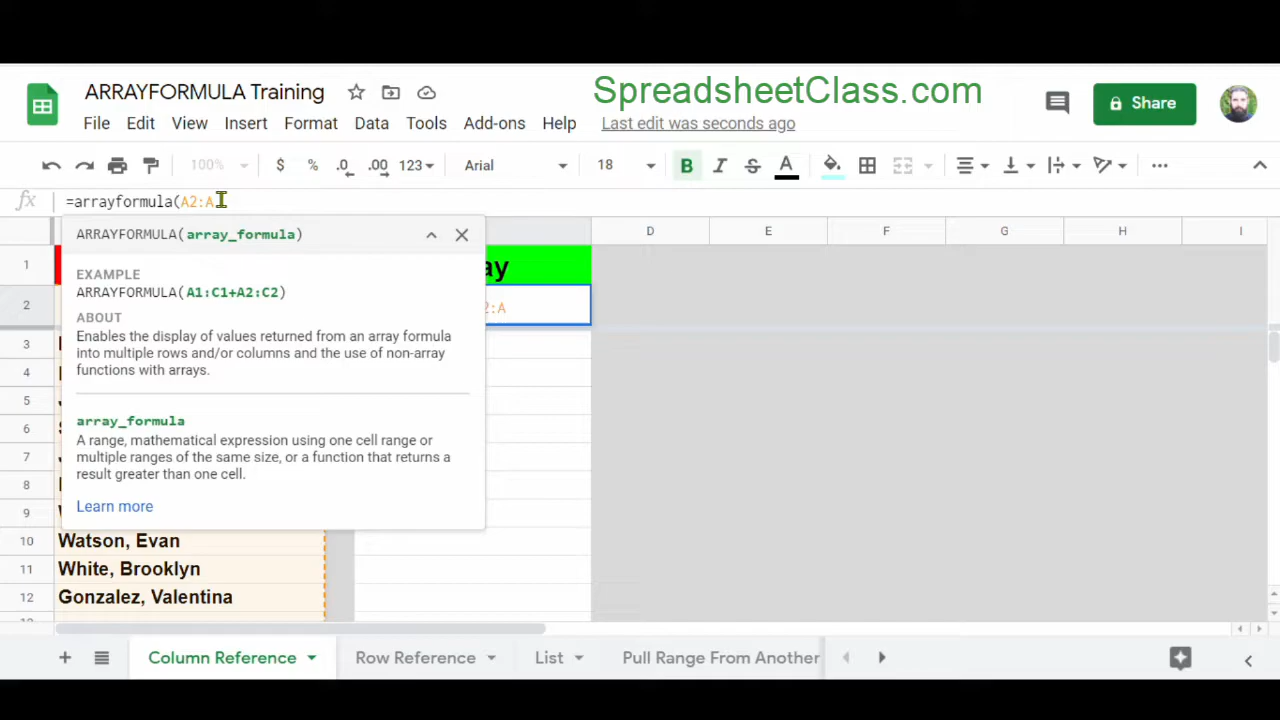 ARRAYFORMULA Training
SpreadsheetClass.com
Share
File Edit View Insert Format Data Tools Add-ons Help Last edit was seconds ago
100% $ % .0 .00 123 Arial 18 B I S A
fx =arrayformula(A2:A
ARRAYFORMULA(array_formula)
D E F G H I
1 ay
EXAMPLE
ARRAYFORMULA(A1:C1+A2:C2)
2 2:A
ABOUT
Enables the display of values returned from an array formula
into multiple rows and/or columns and the use of non-array
functions with arrays.
3
4
5
6
7
8
9
array_formula
A range, mathematical expression using one cell range or
multiple ranges of the same size, or a function that returns a
result greater than one cell.
Learn more
10 Watson, Evan
11 White, Brooklyn
12 Gonzalez, Valentina
Column Reference Row Reference List Pull Range From Another